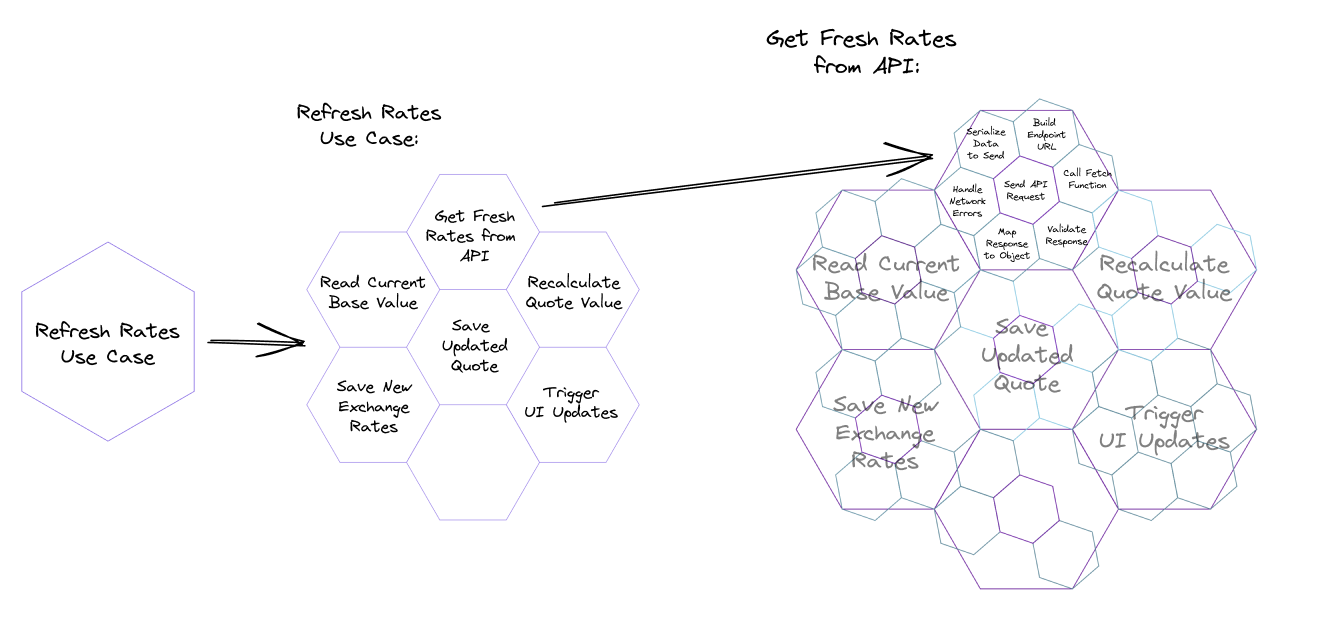 Get Fresh Rates
from API:
Refresh Rates
Use Case:
Refresh Rates
Use Case
Get Fresh
Rates from
API
Read Current
Base Value
Recalculate
Quote Value
Save
Updated
Quote
Save New
Exchange
Rates
Trigger
UI Updates
Serialize
Data
to Send
Build
Endpoint
URL
Handle
Network
Errors
Send API
Request
Call Fetch
Function
Map
Response
to Object
Validate
Response
Read Current
Base Value
Recalculate
Quote Value
Save
Updated
Quote
Save New
Exchange
Rates
Trigger
UI Updates